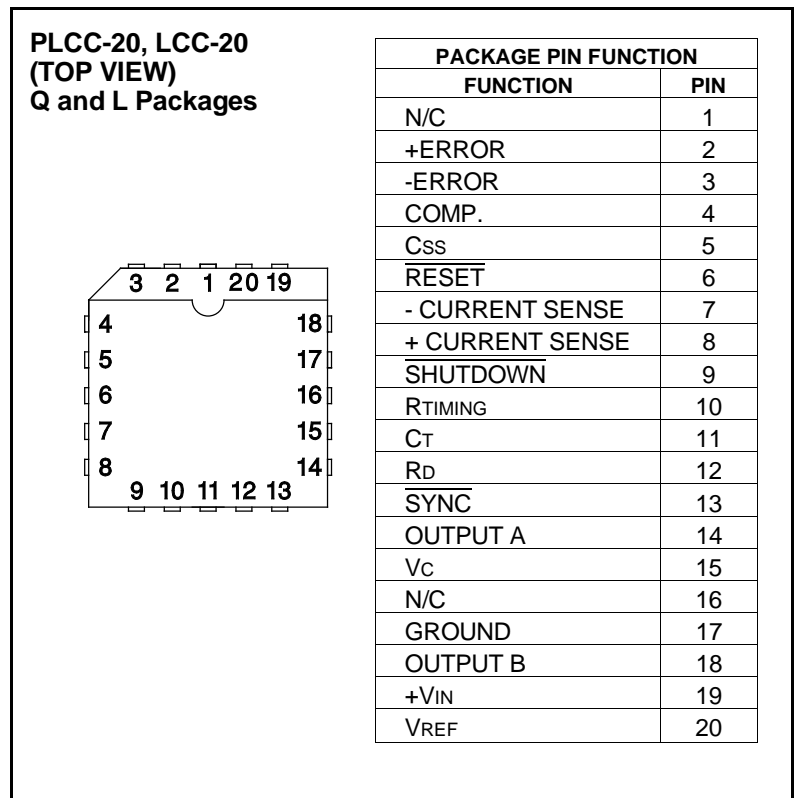 PLCC-20, LCC-20
(TOP VIEW)
Q and L Packages
3 2 1 20 19
4 18
5 17
6 16
7 15
8 14
9 10 11 12 13
PACKAGE PIN FUNCTION
FUNCTION PIN
N/C 1
+ERROR 2
-ERROR 3
COMP. 4
CSS 5
R̅E̅S̅E̅T̅ 6
- CURRENT SENSE 7
+ CURRENT SENSE 8
S̅H̅U̅T̅D̅O̅W̅N̅ 9
RTIMING 10
CT 11
RD 12
S̅Y̅N̅C̅ 13
OUTPUT A 14
VC 15
N/C 16
GROUND 17
OUTPUT B 18
+VIN 19
VREF 20